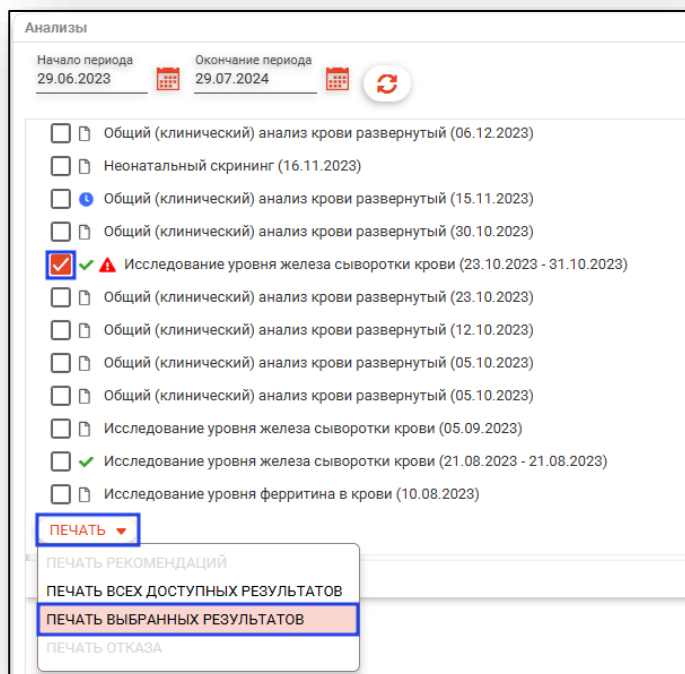 Анализы
Начало периода Окончание периода
29.06.2023 29.07.2024
Общий (клинический) анализ крови развернутый (06.12.2023)
Неонатальный скрининг (16.11.2023)
Общий (клинический) анализ крови развернутый (15.11.2023)
Общий (клинический) анализ крови развернутый (30.10.2023)
Исследование уровня железа сыворотки крови (23.10.2023 - 31.10.2023)
Общий (клинический) анализ крови развернутый (23.10.2023)
Общий (клинический) анализ крови развернутый (12.10.2023)
Общий (клинический) анализ крови развернутый (05.10.2023)
Общий (клинический) анализ крови развернутый (05.10.2023)
Исследование уровня железа сыворотки крови (05.09.2023)
Исследование уровня железа сыворотки крови (21.08.2023 - 21.08.2023)
Исследование уровня ферритина в крови (10.08.2023)
ПЕЧАТЬ
ПЕЧАТЬ РЕКОМЕНДАЦИЙ
ПЕЧАТЬ ВСЕХ ДОСТУПНЫХ РЕЗУЛЬТАТОВ
ПЕЧАТЬ ВЫБРАННЫХ РЕЗУЛЬТАТОВ
ПЕЧАТЬ ОТКАЗА